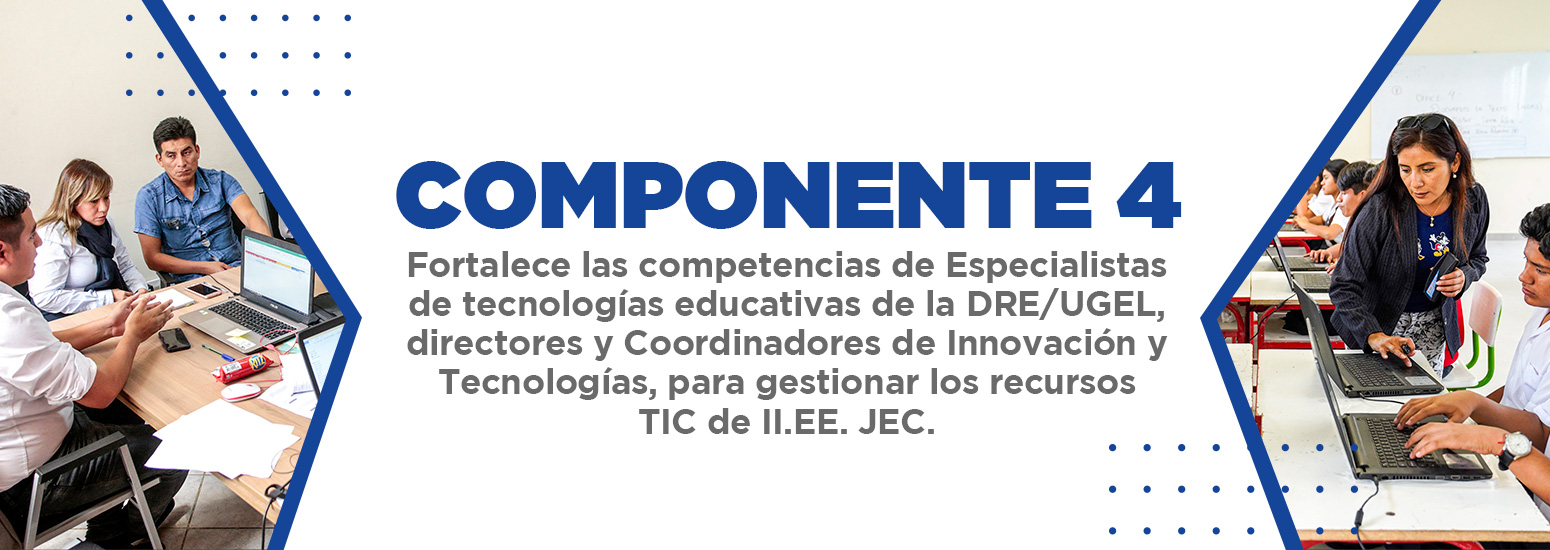 COMPONENTE 4
Fortalece las competencias de Especialistas
de tecnologías educativas de la DRE/UGEL,
directores y Coordinadores de Innovación y
Tecnologías, para gestionar los recursos
TIC de II.EE. JEC.